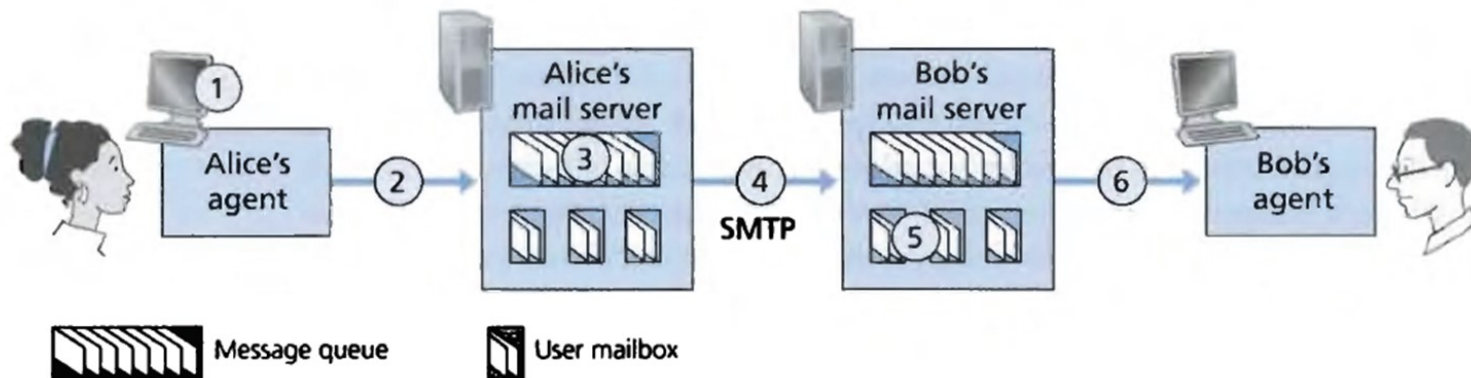 1
Alice's
agent
2
Alice's
mail server
3
4
SMTP
Bob's
mail server
5
6
Bob's
agent
Message queue
User mailbox